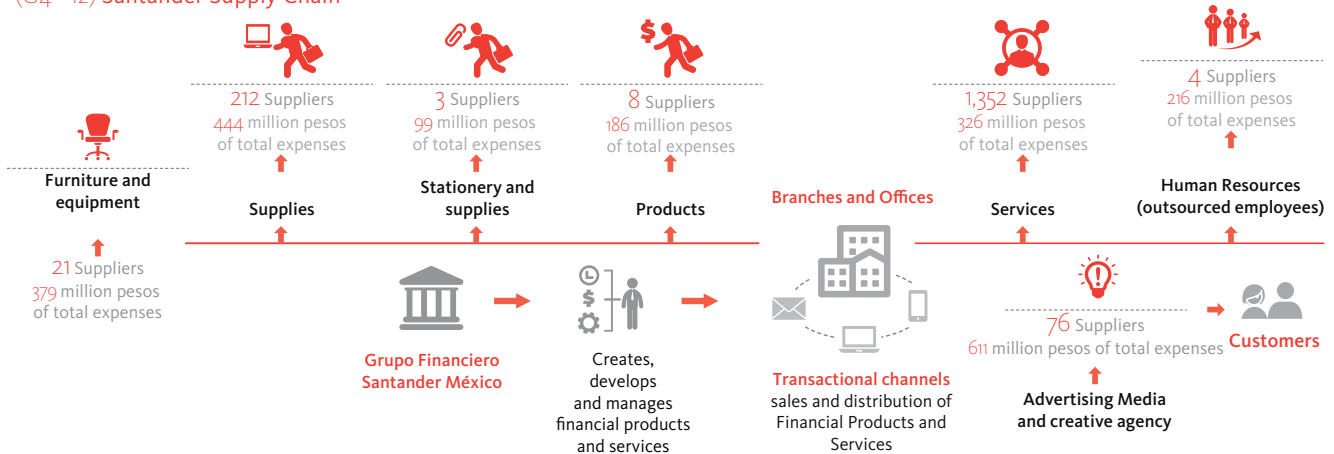 (G4 - 12) Santander Supply Chain
Furniture and
equipment
21 Suppliers
379 million pesos
of total expenses
212 Suppliers
444 million pesos
of total expenses
Supplies
3 Suppliers
99 million pesos
of total expenses
Stationery and
supplies
8 Suppliers
186 million pesos
of total expenses
Products
1,352 Suppliers
326 million pesos
of total expenses
Services
4 Suppliers
216 million pesos
of total expenses
Human Resources
(outsourced employees)
Grupo Financiero
Santander México
Creates,
develops
and manages
financial products
and services
Branches and Offices
Transactional channels
sales and distribution of
Financial Products and
Services
76 Suppliers
611 million pesos of total expenses
Advertising Media
and creative agency
Customers